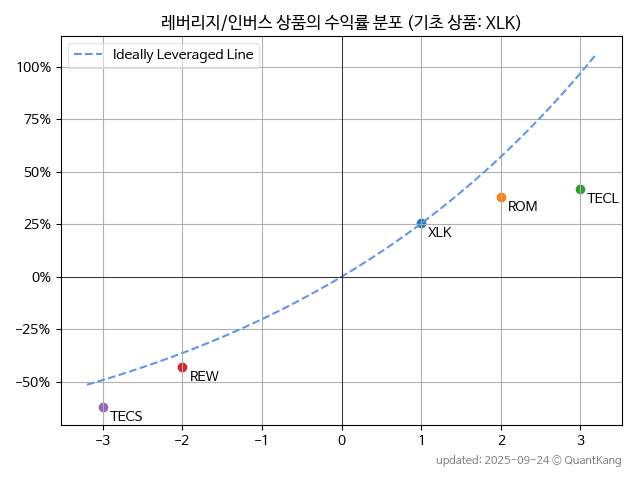 레버리지/인버스 상품의 수익률 분포 (기초 상품: XLK)
Ideally Leveraged Line
100%
75%
50%
25%
0%
−25%
−50%
TECL
ROM
XLK
REW
TECS
−3 −2 −1 0 1 2 3
updated: 2025-09-24 © QuantKang